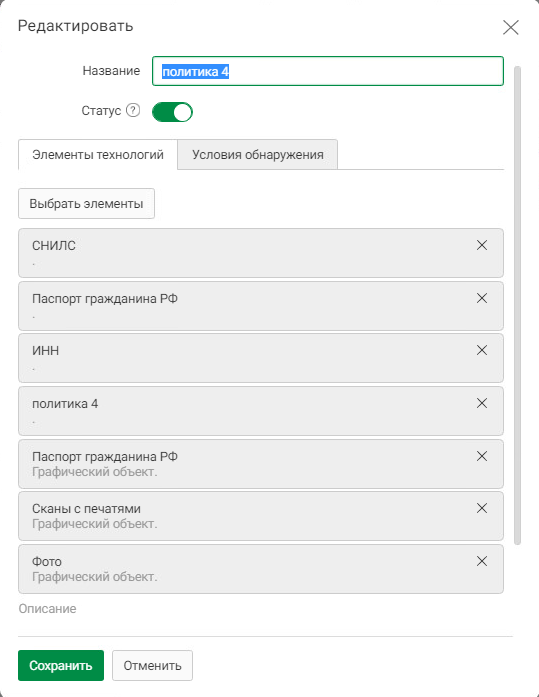 Редактировать
Название политика 4
Статус ?
Элементы технологий Условия обнаружения
Выбрать элементы
СНИЛС
.
Паспорт гражданина РФ
.
ИНН
.
политика 4
.
Паспорт гражданина РФ
Графический объект.
Сканы с печатями
Графический объект.
Фото
Графический объект.
Описание
Сохранить Отменить